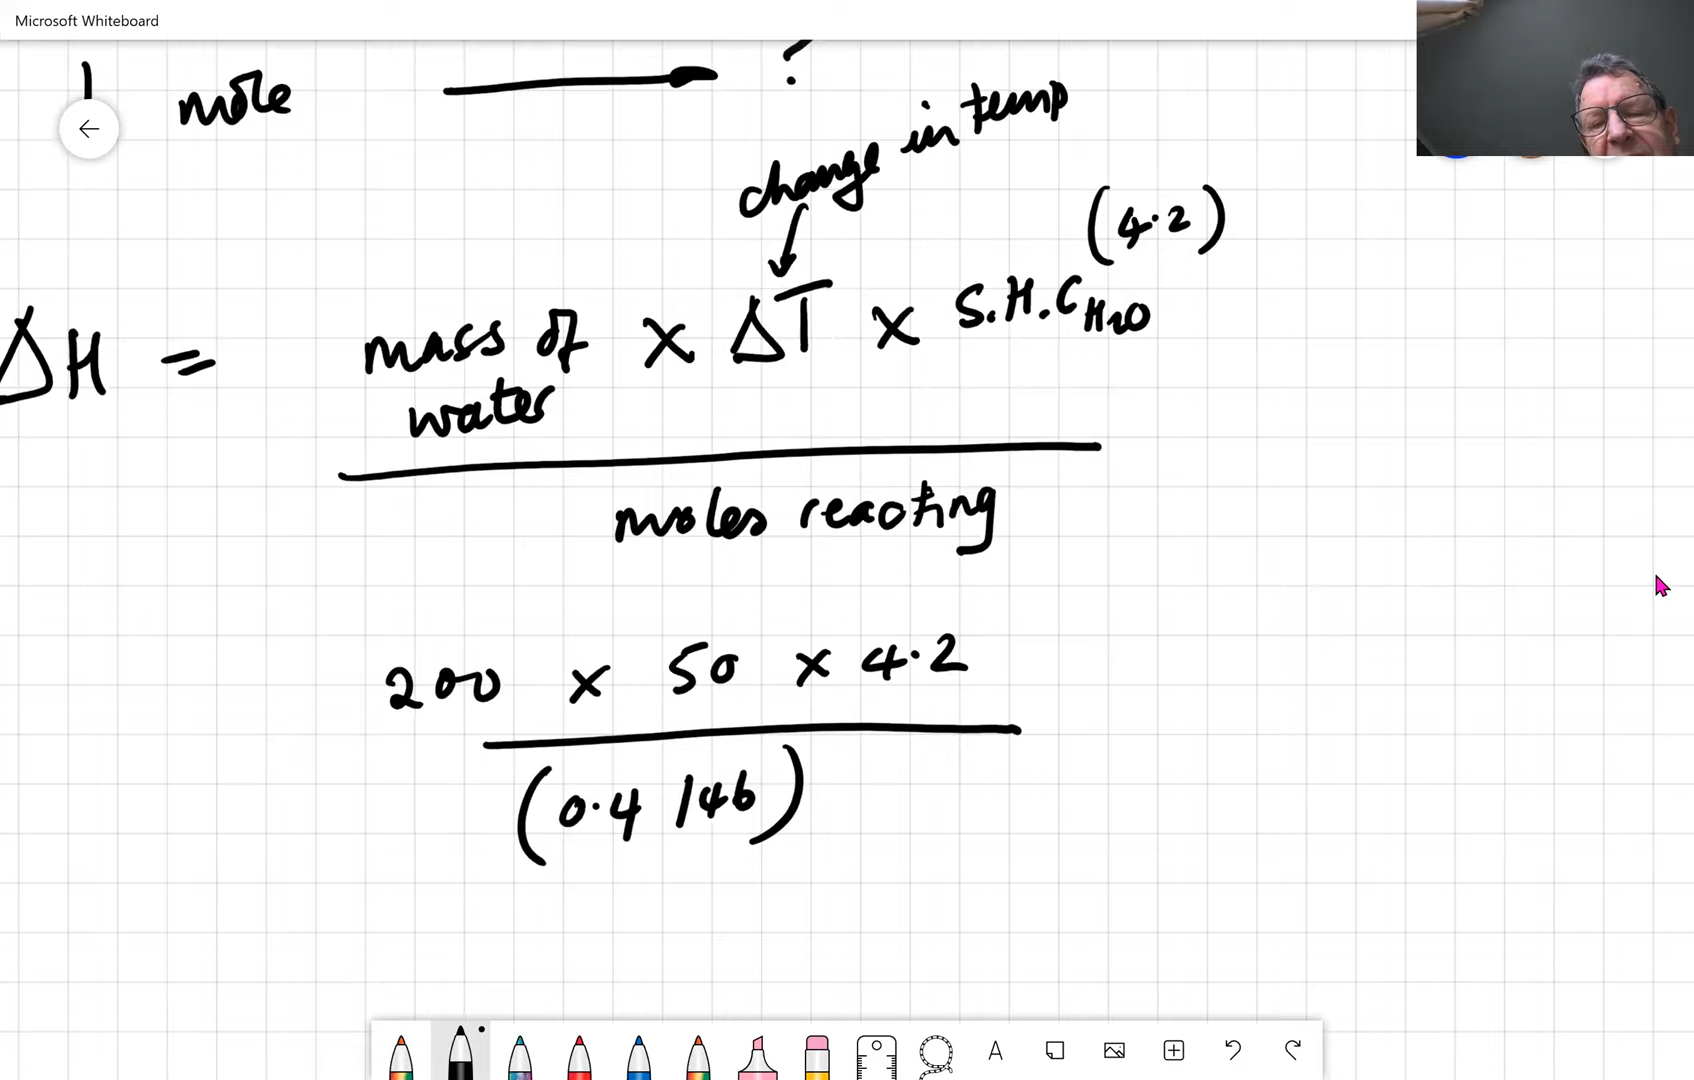 Microsoft Whiteboard
1 mole → ?
change in temp
(4.2)
ΔH = mass of water × ΔT × S.H.C H2O
moles reacting
200 × 50 × 4.2
(0.4 / 46)
A